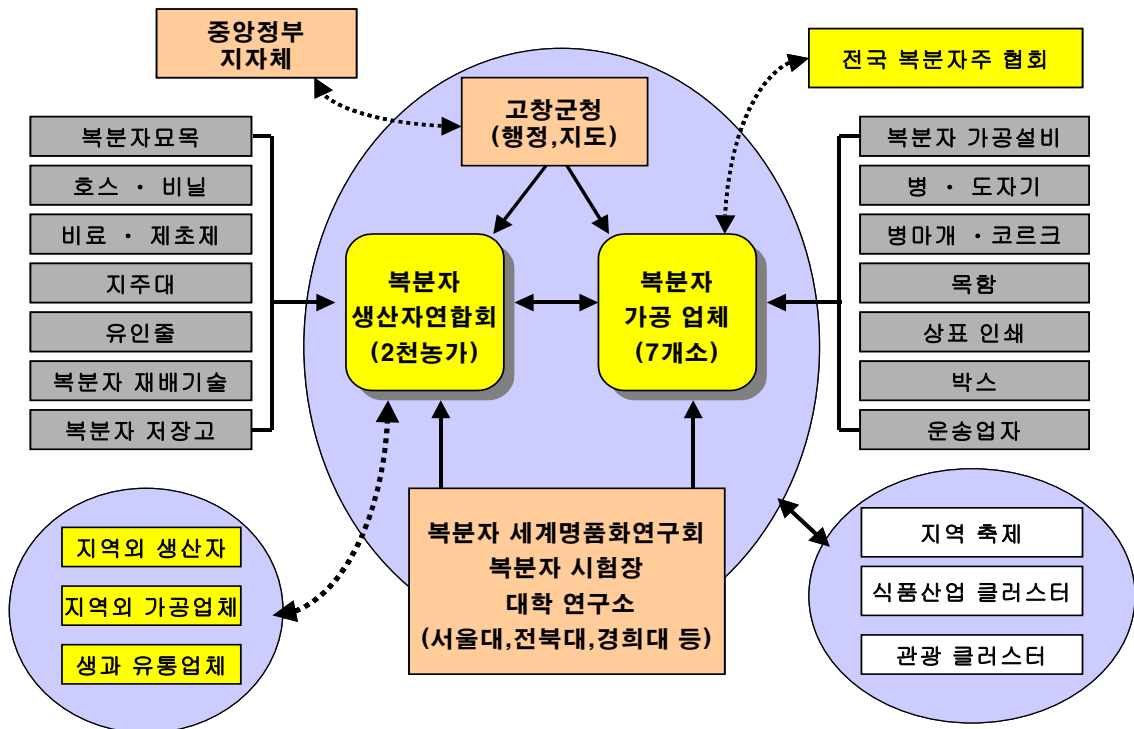 중앙정부
지자체
전국 복분자주 협회
고창군청
(행정,지도)
복분자묘목
호스 · 비닐
비료 · 제초제
지주대
유인줄
복분자 재배기술
복분자 저장고
복분자
생산자연합회
(2천농가)
복분자
가공 업체
(7개소)
복분자 가공설비
병 · 도자기
병마개 · 코르크
목함
상표 인쇄
박스
운송업자
지역외 생산자
지역외 가공업체
생과 유통업체
복분자 세계명품화연구회
복분자 시험장
대학 연구소
(서울대,전북대,경희대 등)
지역 축제
식품산업 클러스터
관광 클러스터